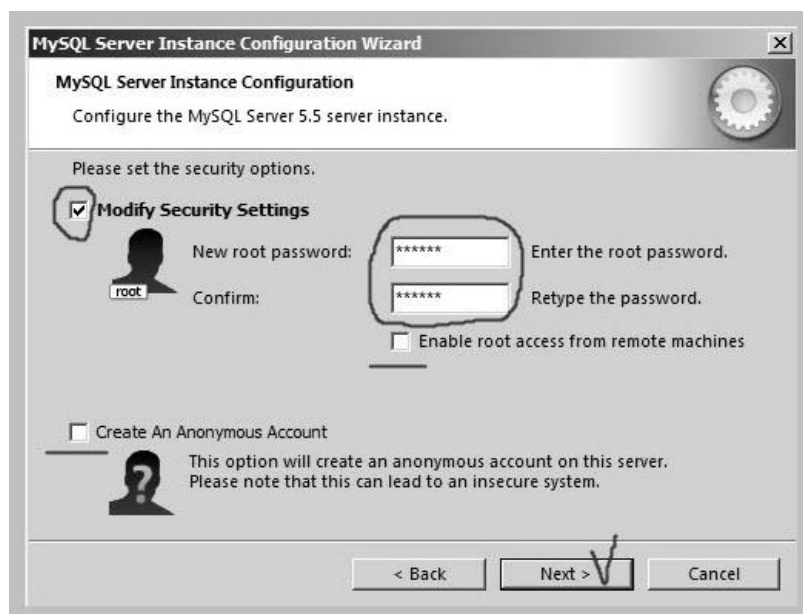 MySQL Server Instance Configuration Wizard
MySQL Server Instance Configuration
Configure the MySQL Server 5.5 server instance.
Please set the security options.
Modify Security Settings
root
New root password: ****** Enter the root password.
Confirm: ****** Retype the password.
Enable root access from remote machines
Create An Anonymous Account
This option will create an anonymous account on this server.
Please note that this can lead to an insecure system.
< Back Next > Cancel